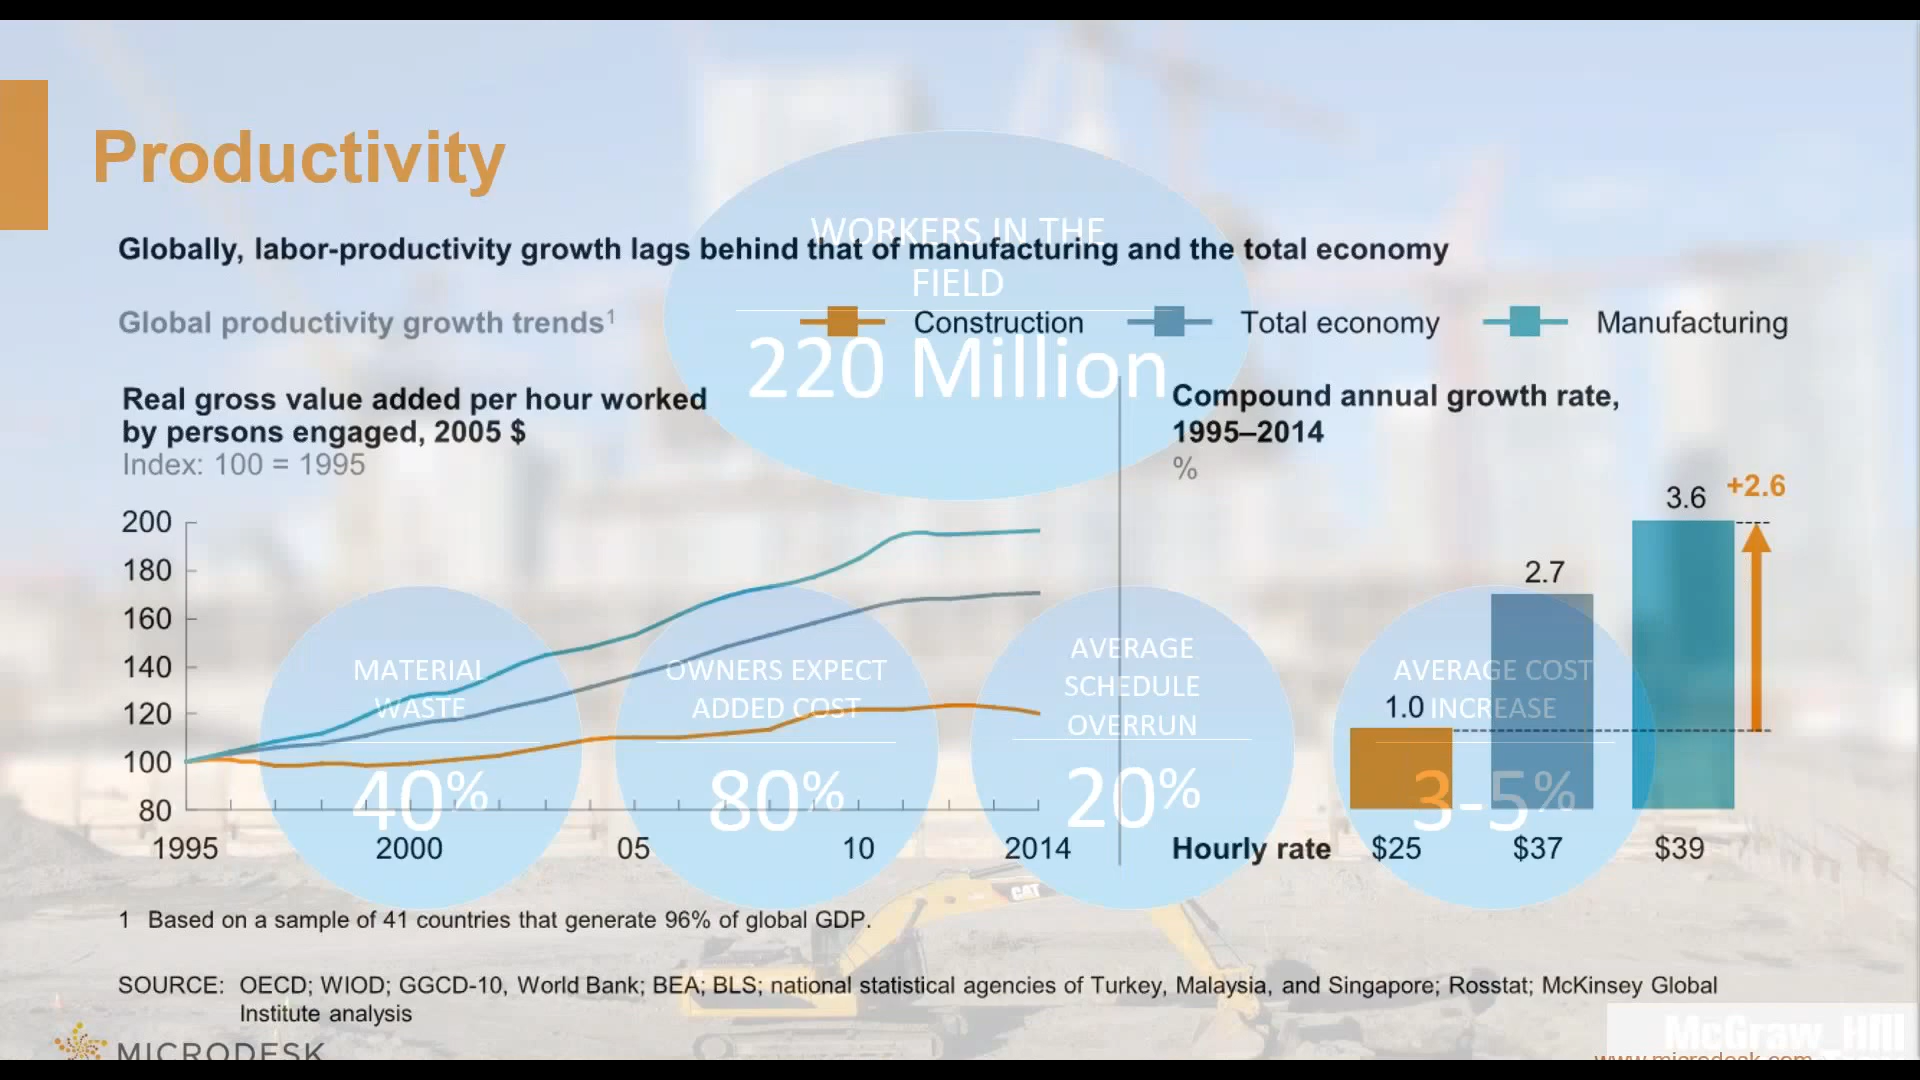 Productivity
WORKERS IN THE
FIELD
220 Million
Globally, labor-productivity growth lags behind that of manufacturing and the total economy
Global productivity growth trends¹
Construction
Total economy
Manufacturing
Real gross value added per hour worked
by persons engaged, 2005 $
Index: 100 = 1995
200
180
160
140
120
100
80
1995
2000
05
10
2014
Compound annual growth rate,
1995–2014
%
1.0
2.7
3.6
+2.6
Hourly rate
$25
$37
$39
MATERIAL
WASTE
40%
OWNERS EXPECT
ADDED COST
80%
AVERAGE
SCHEDULE
OVERRUN
20%
AVERAGE COST
INCREASE
3-5%
CAT
1 Based on a sample of 41 countries that generate 96% of global GDP.
SOURCE: OECD; WIOD; GGCD-10, World Bank; BEA; BLS; national statistical agencies of Turkey, Malaysia, and Singapore; Rosstat; McKinsey Global
Institute analysis
MICRODESK
McGraw Hill
www.microdesk.com